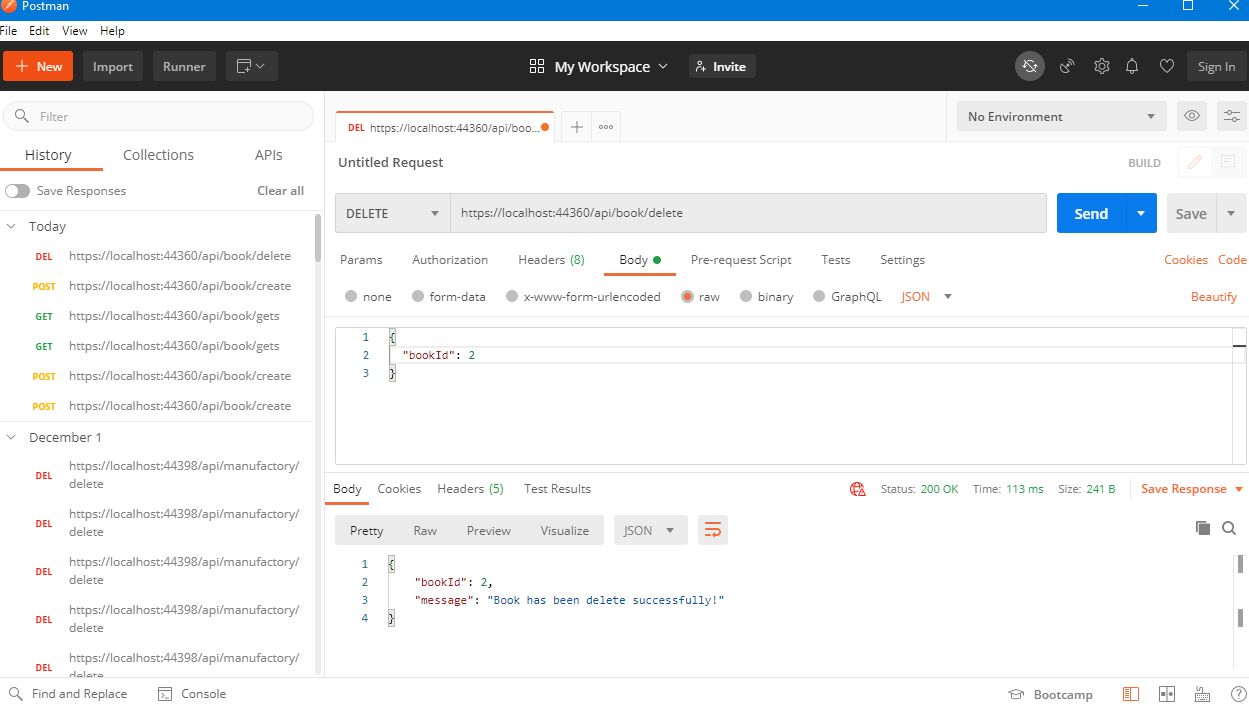 Postman
File Edit View Help
New Import Runner My Workspace Invite Sign In
Filter
History Collections APIs
Save Responses Clear all
Today
DEL https://localhost:44360/api/book/delete
POST https://localhost:44360/api/book/create
GET https://localhost:44360/api/book/gets
GET https://localhost:44360/api/book/gets
POST https://localhost:44360/api/book/create
POST https://localhost:44360/api/book/create
December 1
DEL https://localhost:44398/api/manufactory/
delete
DEL https://localhost:44398/api/manufactory/
delete
DEL https://localhost:44398/api/manufactory/
delete
DEL https://localhost:44398/api/manufactory/
delete
DEL https://localhost:44398/api/manufactory/
delete
DEL https://localhost:44360/api/boo... No Environment
Untitled Request BUILD
DELETE https://localhost:44360/api/book/delete Send Save
Params Authorization Headers (8) Body Pre-request Script Tests Settings Cookies Code
none form-data x-www-form-urlencoded raw binary GraphQL JSON Beautify
1 {
2 "bookId": 2
3 }
Body Cookies Headers (5) Test Results Status: 200 OK Time: 113 ms Size: 241 B Save Response
Pretty Raw Preview Visualize JSON
1 {
2 "bookId": 2,
3 "message": "Book has been delete successfully!"
4 }
Find and Replace Console Bootcamp